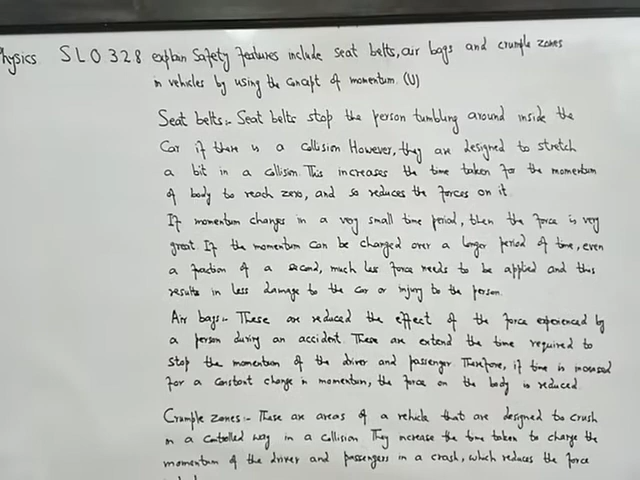 Physics SLO 3.2.8 explain Safety features include seat belts, air bags and crumple zones
in vehicles by using the concept of momentum. (U)
Seat belts:- Seat belts stop the person tumbling around inside the
Car if there is a collision However, they are designed to stretch
a bit in a collision. This increases the time taken for the momentum
of body to reach zero, and so reduces the forces on it.
If momentum changes in a very small time period, then the force is very
great If the momentum can be changed over a longer period of time, even
a fraction of a second, much less force needs to be applied and thus
results in less damage to the car or injury to the person.
Air bags:- These are reduced the effect of the force experienced by
a person during an accident. These are extend the time required to
stop the momentum of the driver and passenger Therefore, if time is increased
for a constant change in momentum, the force on the body is reduced.
Crumple zones:- These are areas of a vehicle that are designed to crush
in a controlled way in a collision They increase the time taken to change the
momentum of the driver and passengers in a crash, which reduces the force